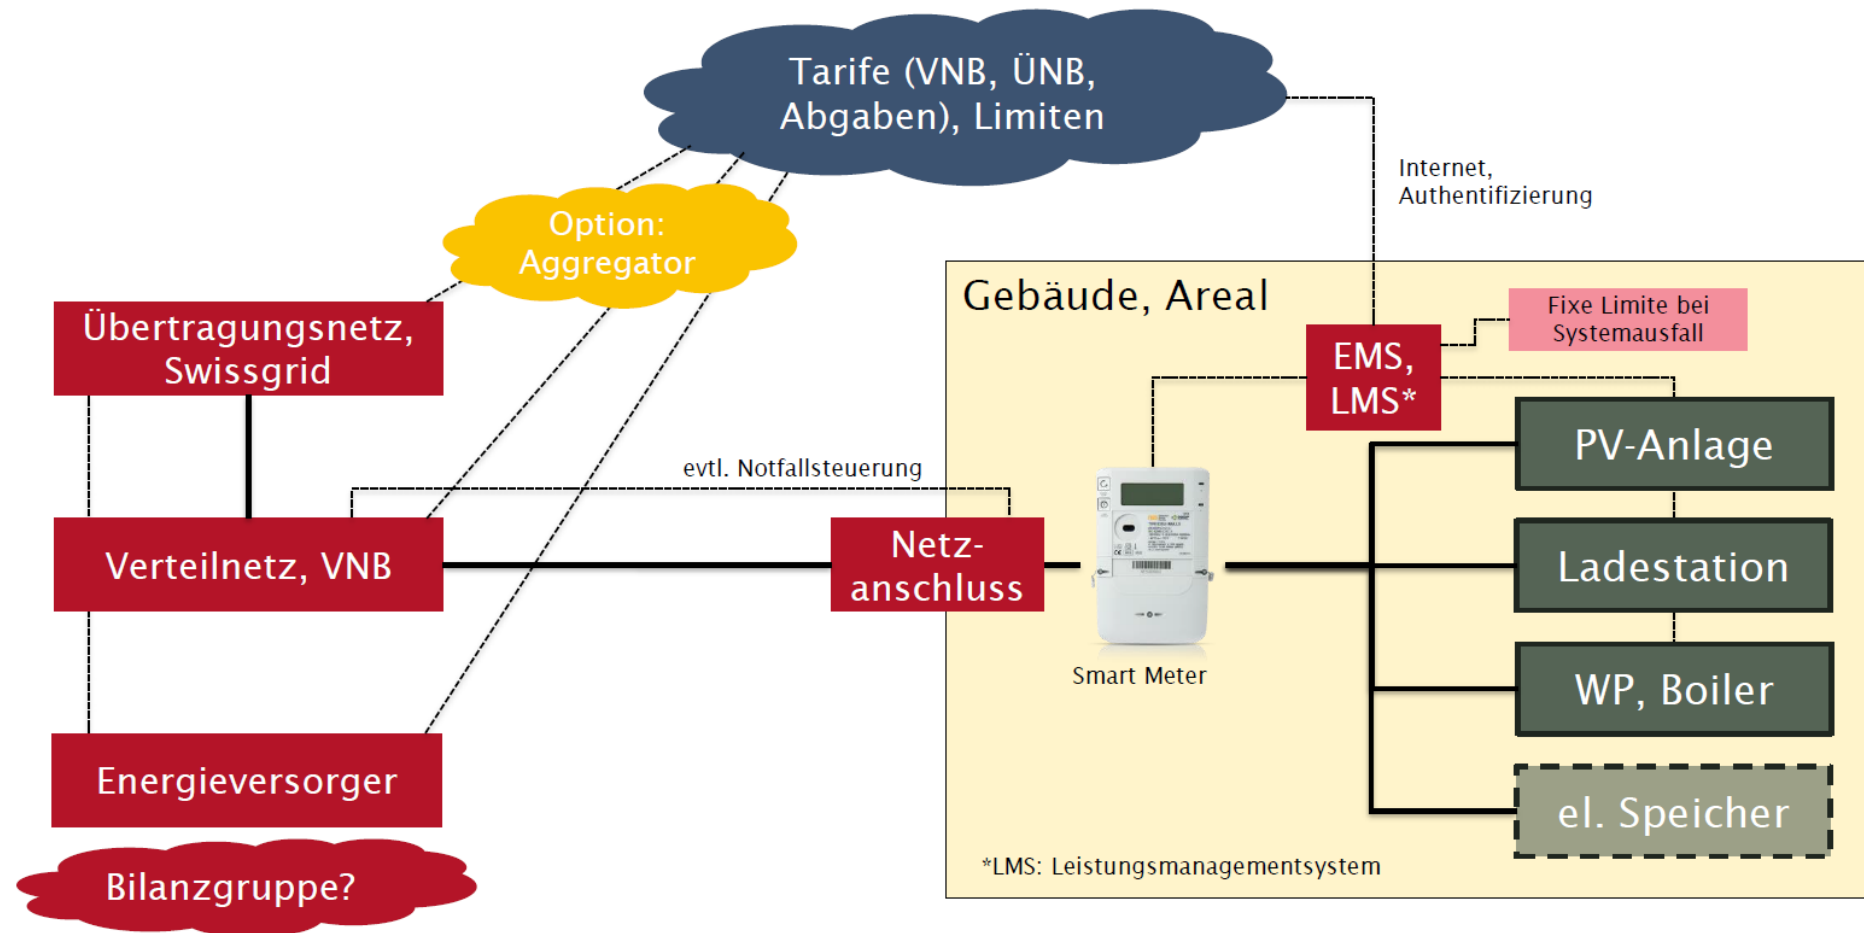 Tarife (VNB, ÜNB,
Abgaben), Limiten
Internet,
Authentifizierung
Option:
Aggregator
Gebäude, Areal
Fixe Limite bei
Systemausfall
Übertragungsnetz,
Swissgrid
EMS,
LMS*
PV-Anlage
evtl. Notfallsteuerung
Verteilnetz, VNB
Netz-
anschluss
Ladestation
Smart Meter
WP, Boiler
Energieversorger
el. Speicher
*LMS: Leistungsmanagementsystem
Bilanzgruppe?